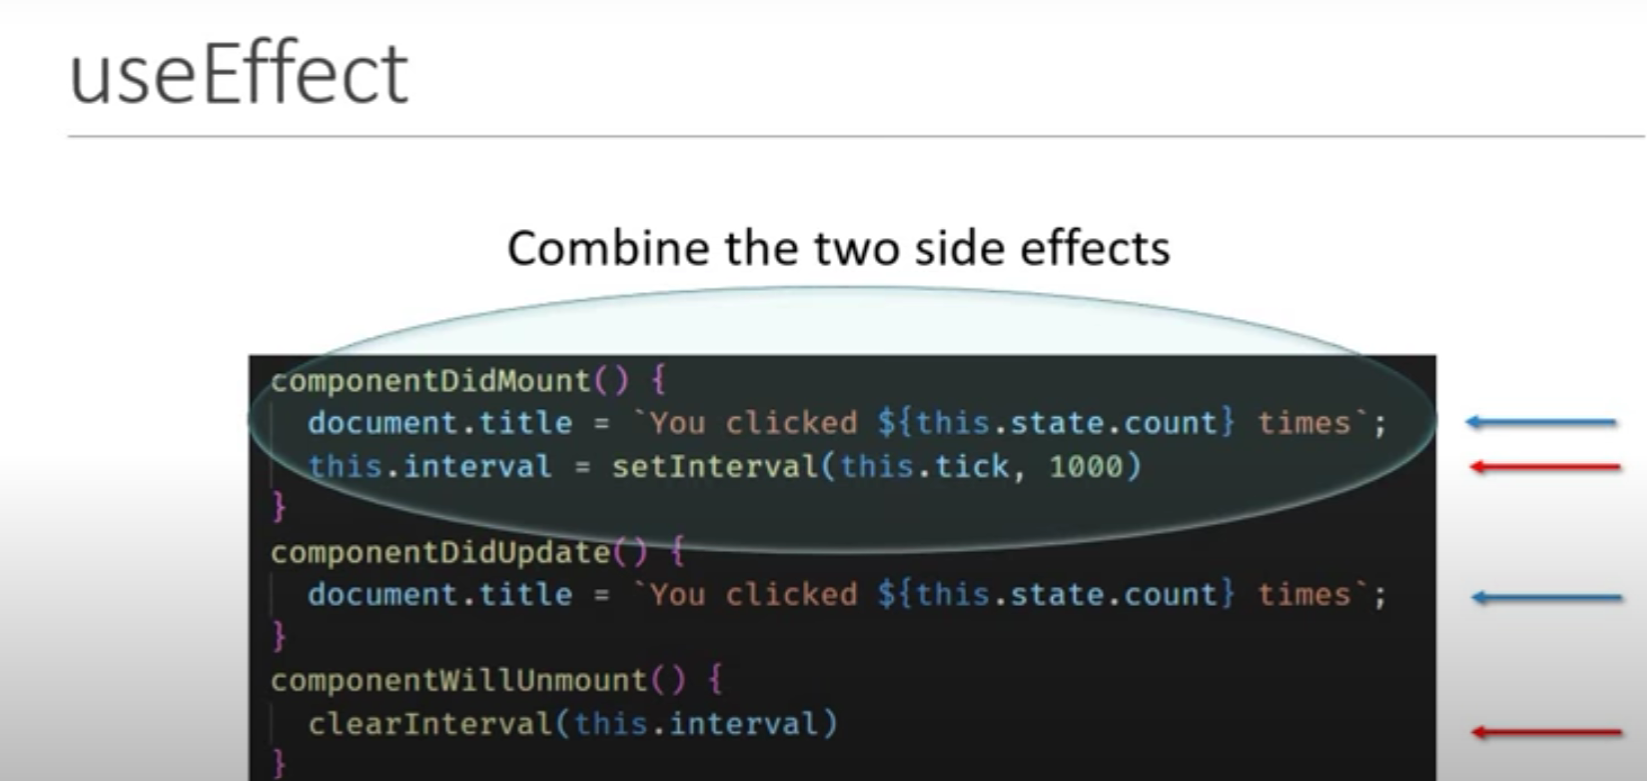 useEffect
Combine the two side effects
componentDidMount() {
document.title = `You clicked ${this.state.count} times`;
this.interval = setInterval(this.tick, 1000)
}
componentDidUpdate() {
document.title = `You clicked ${this.state.count} times`;
}
componentWillUnmount() {
clearInterval(this.interval)
}